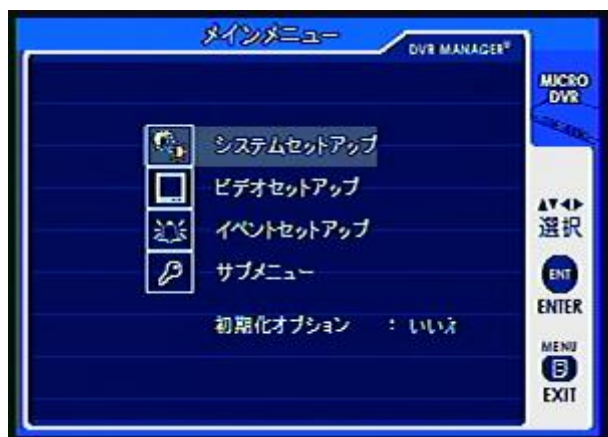 メインメニュー
DVR MANAGER®
MICRO
DVR
システムセットアップ
ビデオセットアップ
イベントセットアップ
サブメニュー
初期化オプション : いいえ
▲▼◀▶
選択
ENT
ENTER
MENU
EXIT